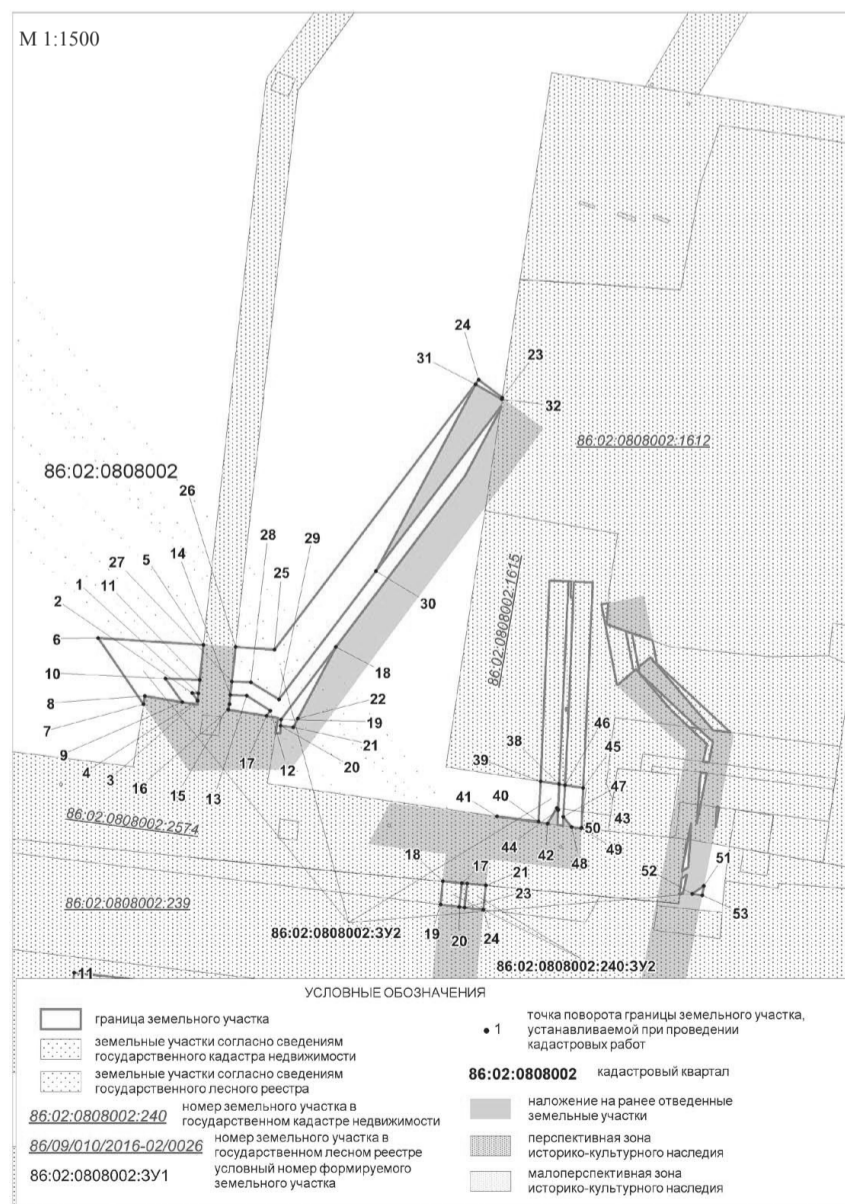 М 1:1500
24
23
31
32
86:02:0808002:1612
86:02:0808002
26
28
29
27
5
14
1
11
25
2
86:02:0808002:1615
30
6
18
10
22
8
19
7
21
46
9
38
45
20
39
4
3
16
15
13
17
12
47
40
43
41
86:02:0808002:2574
44
42
50
49
48
18
17
21
52
51
23
53
86:02:0808002:239
19
20
24
86:02:0808002:ЗУ2
86:02:0808002:240:ЗУ2
11
УСЛОВНЫЕ ОБОЗНАЧЕНИЯ
граница земельного участка
земельные участки согласно сведениям
государственного кадастра недвижимости
земельные участки согласно сведениям
государственного лесного реестра
86:02:0808002:240 номер земельного участка в
государственном кадастре недвижимости
86/09/010/2016-02/0026 номер земельного участка в
государственном лесном реестре
86:02:0808002:ЗУ1 условный номер формируемого
земельного участка
1 точка поворота границы земельного участка,
устанавливаемой при проведении
кадастровых работ
86:02:0808002 кадастровый квартал
наложение на ранее отведенные
земельные участки
перспективная зона
историко-культурного наследия
малоперспективная зона
историко-культурного наследия